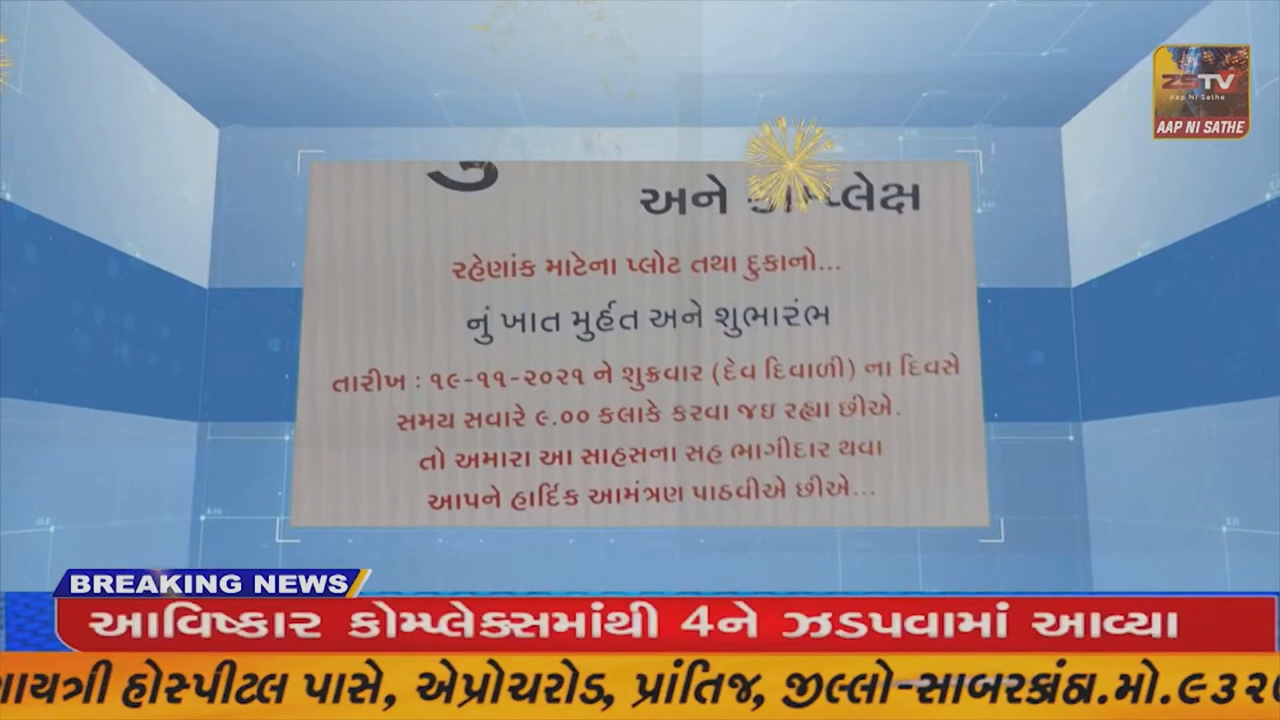 ZSTV
Aap Ni Sathe
AAP NI SATHE
અને
રહેણાંક માટેના પ્લોટ તથા દુકાનો...
નું ખાત મુર્હત અને શુભારંભ
તારીખ : ૧૯-૧૧-૨૦૨૧ ને શુક્રવાર (દેવ દિવાળી) ના દિવસે
સમય સવારે ૯.૦૦ કલાકે કરવા જઇ રહ્યા છીએ.
તો અમારા આ સાહસના સહ ભાગીદાર થવા
આપને હાર્દિક આમંત્રણ પાઠવીએ છીએ...
BREAKING NEWS
આવિષ્કાર કોમ્પ્લેક્સમાંથી 4ને ઝડપવામાં આવ્યા
હોસ્પીટલ પાસે, એપ્રોચરોડ, પ્રાંતિજ, જીલ્લો-સાબરકાંઠા.મો.૯૩૨